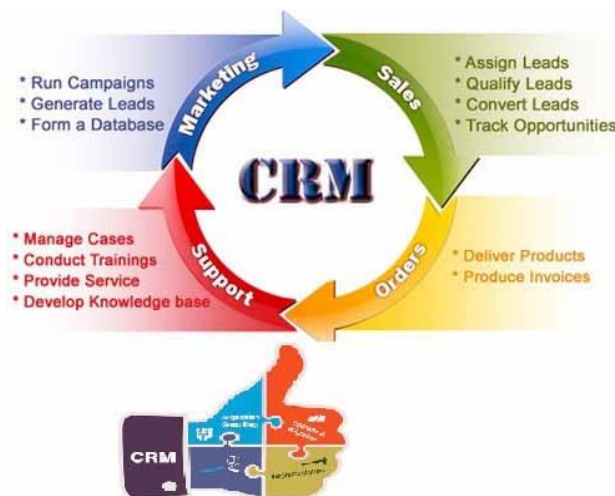 Marketing
* Run Campaigns
* Generate Leads
* Form a Database
Sales
* Assign Leads
* Qualify Leads
* Convert Leads
* Track Opportunities
CRM
Support
* Manage Cases
* Conduct Trainings
* Provide Service
* Develop Knowledge base
Orders
* Deliver Products
* Produce Invoices
CRM